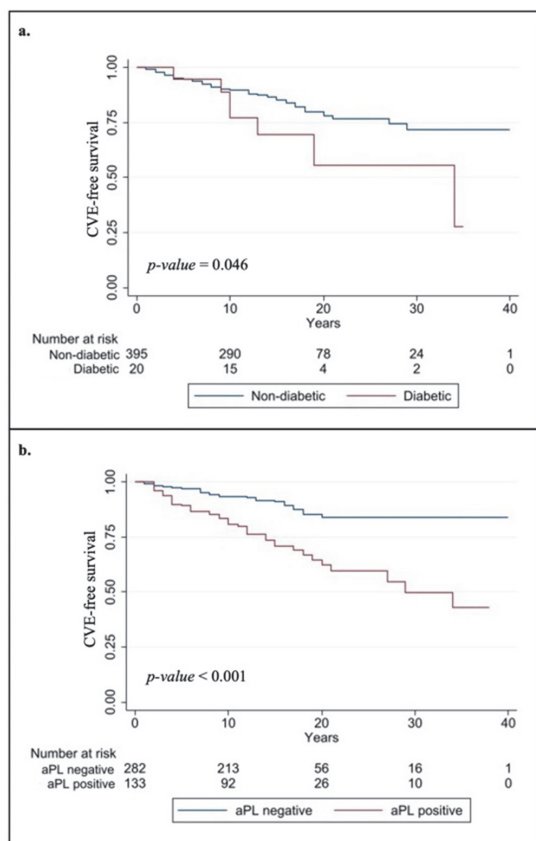 a.
CVE-free survival
1.00
0.75
0.50
0.25
0.00
p-value = 0.046
0 10 20 30 40
Years
Number at risk
Non-diabetic 395 290 78 24 1
Diabetic 20 15 4 2 0
Non-diabetic Diabetic
b.
CVE-free survival
1.00
0.75
0.50
0.25
0.00
p-value < 0.001
0 10 20 30 40
Years
Number at risk
aPL negative 282 213 56 16 1
aPL positive 133 92 26 10 0
aPL negative aPL positive